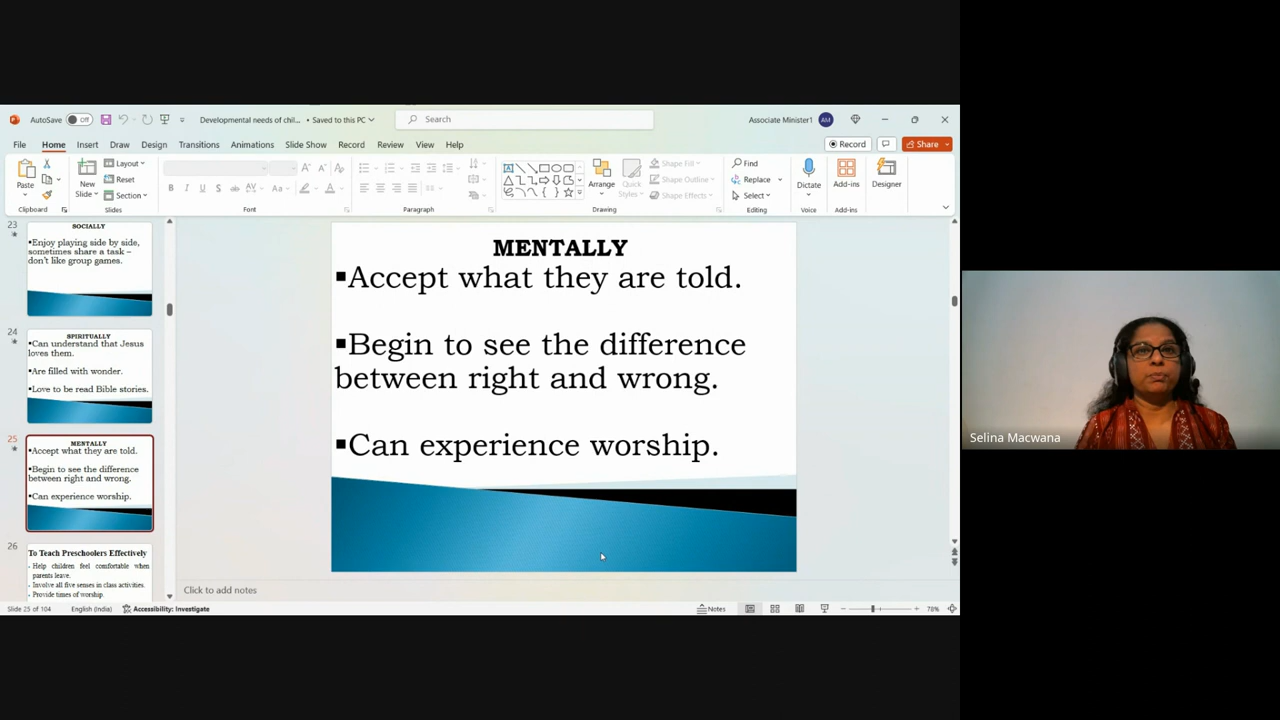 AutoSave Off
Developmental needs of chil... • Saved to this PC
Search
Associate Minister1 AM
File Home Insert Draw Design Transitions Animations Slide Show Record Review View Help
Record
Share
Paste
Clipboard
New
Slide
Layout
Reset
Section
Slides
Font
Paragraph
Arrange
Quick
Styles
Shape Fill
Shape Outline
Shape Effects
Drawing
Find
Replace
Select
Editing
Dictate
Voice
Add-ins
Add-ins
Designer
23
SOCIALLY
▪Enjoy playing side by side,
sometimes share a task –
don't like group games.
24
SPIRITUALLY
▪Can understand that Jesus
loves them.
▪Are filled with wonder.
▪Love to be read Bible stories.
25
MENTALLY
▪Accept what they are told.
▪Begin to see the difference
between right and wrong.
▪Can experience worship.
26
To Teach Preschoolers Effectively
- Help children feel comfortable when
parents leave.
- Involve all five senses in class activities.
- Provide times of worship.
MENTALLY
▪Accept what they are told.
▪Begin to see the difference
between right and wrong.
▪Can experience worship.
Click to add notes
Slide 25 of 104 English (India) Accessibility: Investigate
Notes
78%
Selina Macwana